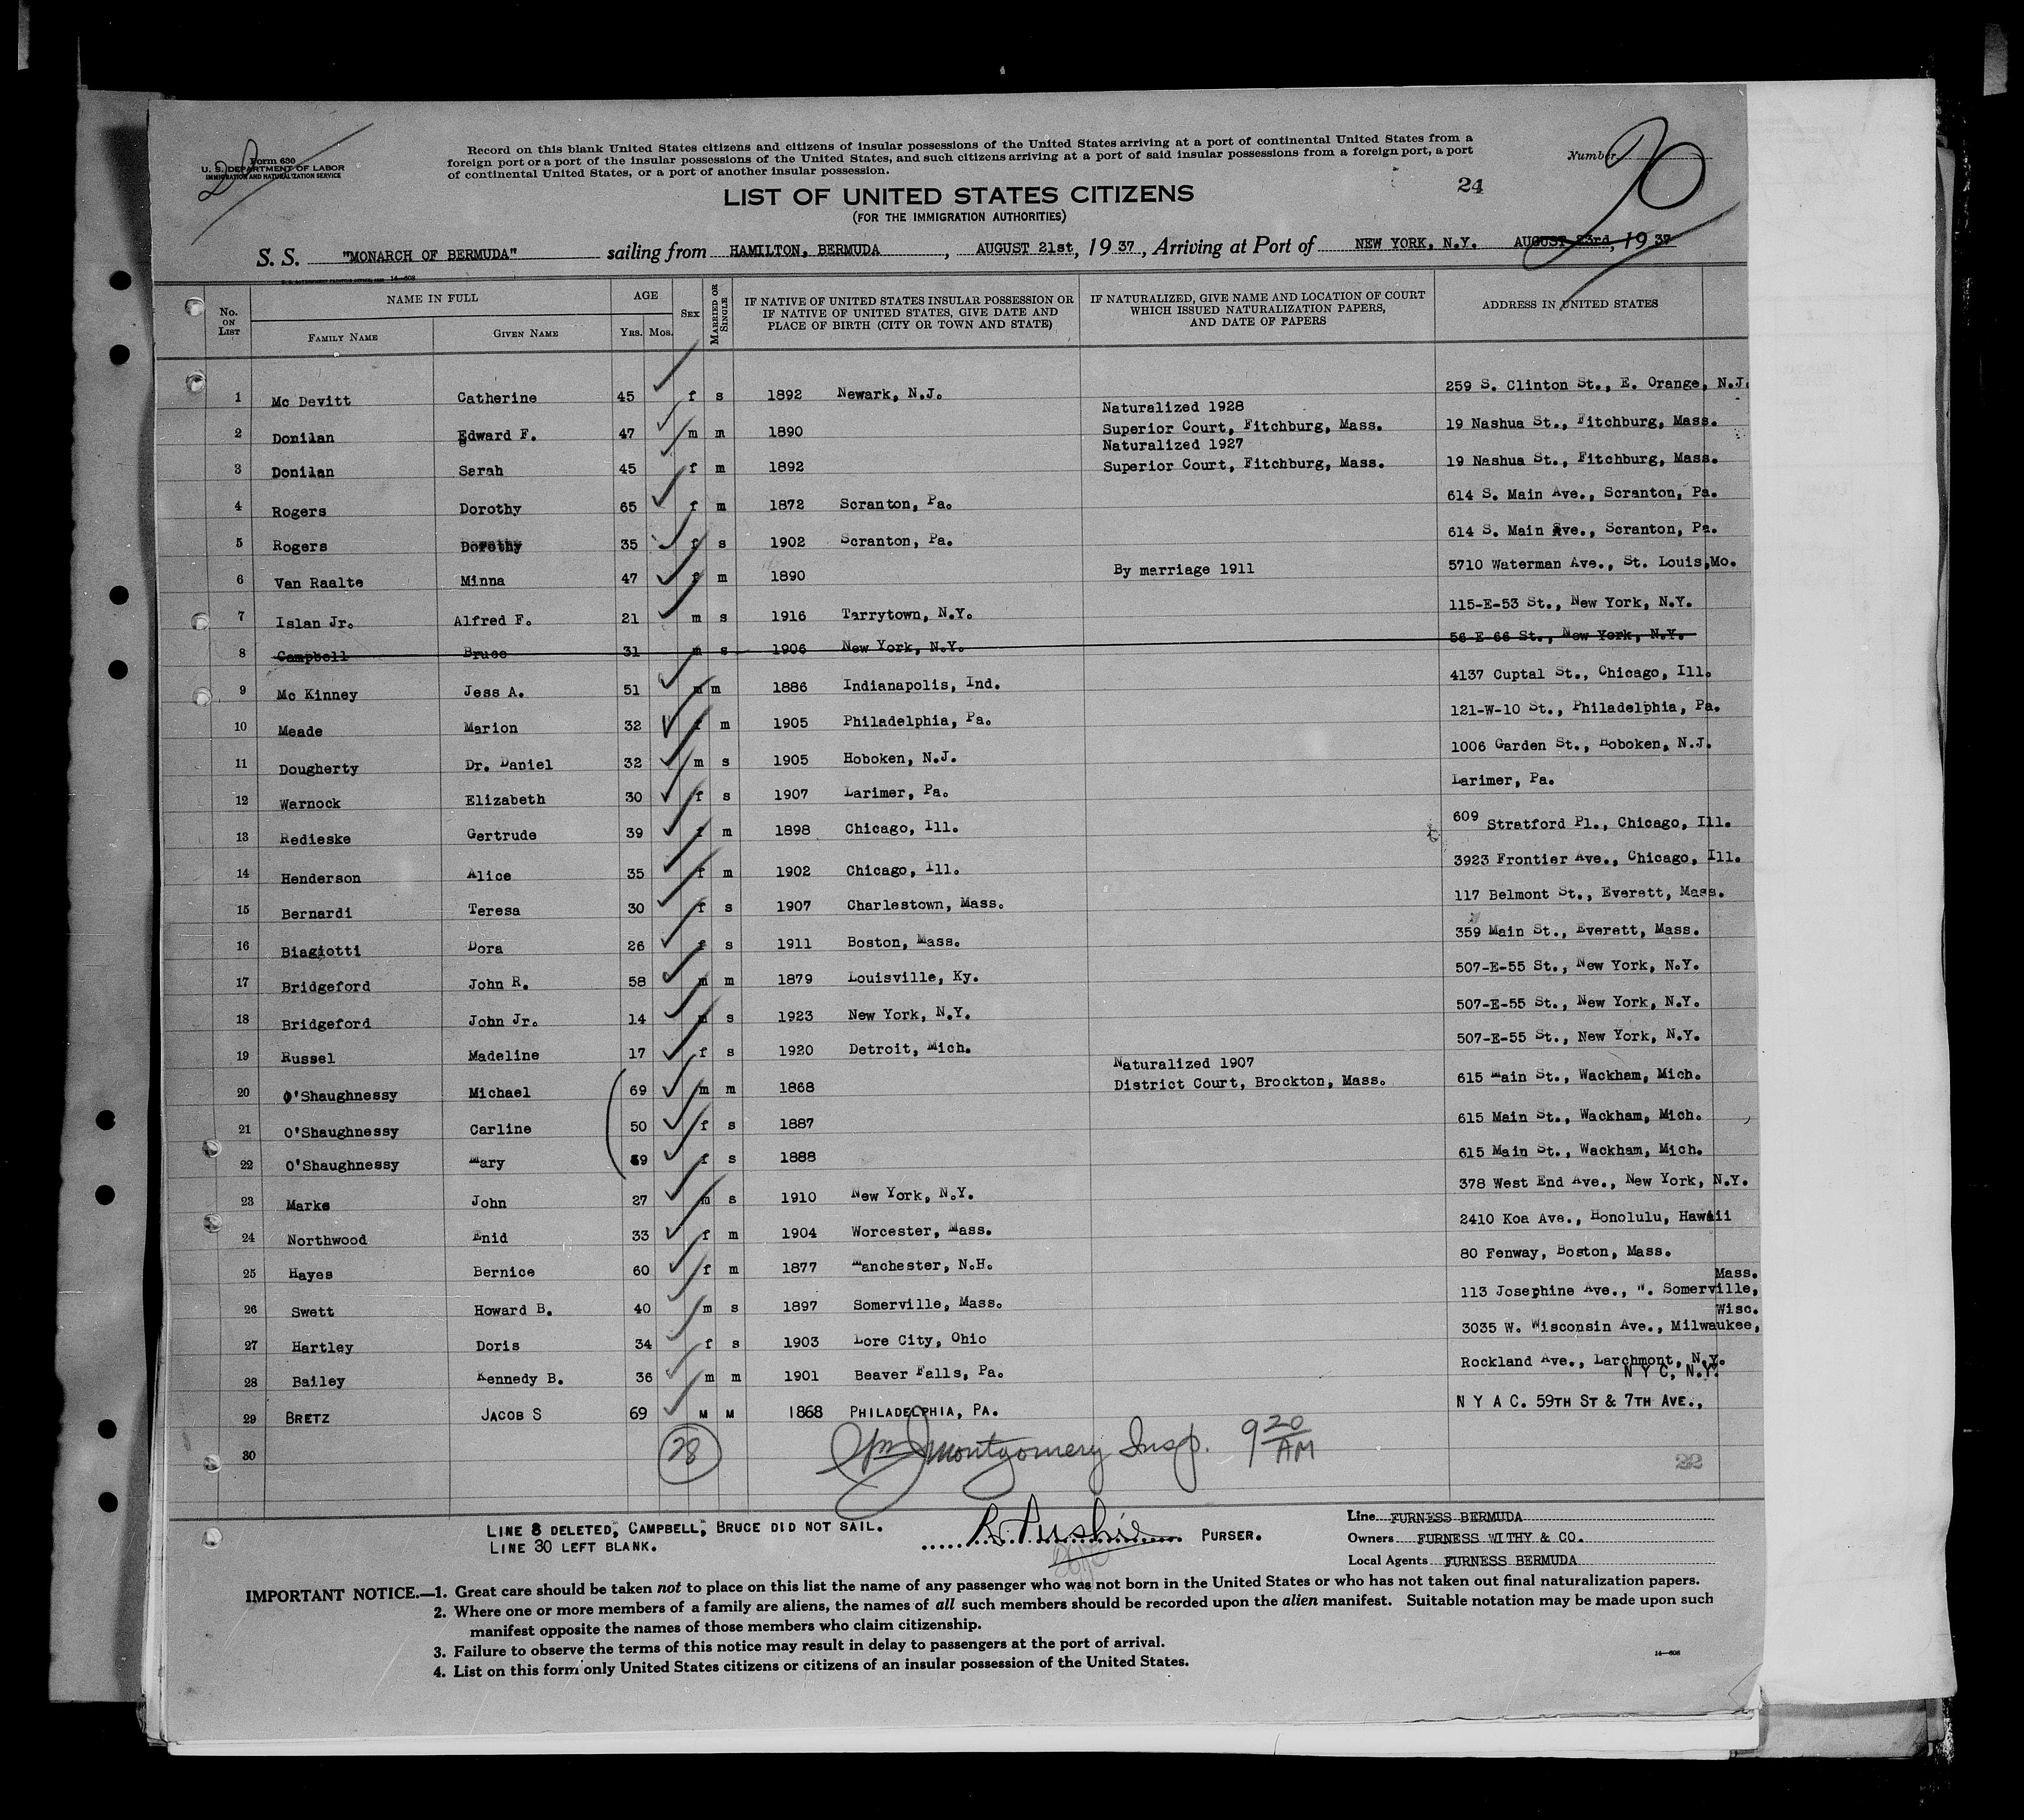 Form 630
U. S. DEPARTMENT OF LABOR
IMMIGRATION AND NATURALIZATION SERVICE
Record on this blank United States citizens and citizens of insular possessions of the United States arriving at a port of continental United States from a
foreign port or a port of the insular possessions of the United States, and such citizens arriving at a port of said insular possessions from a foreign port, a port
of continental United States, or a port of another insular possession.
Number
24
LIST OF UNITED STATES CITIZENS
(FOR THE IMMIGRATION AUTHORITIES)
S. S. "MONARCH OF BERMUDA" sailing from HAMILTON, BERMUDA, AUGUST 21st, 19 37, Arriving at Port of NEW YORK, N.Y. AUGUST 23rd, 19 37
No. ON LIST
NAME IN FULL
FAMILY NAME GIVEN NAME
AGE
YRS. MOS.
SEX
MARRIED OR SINGLE
IF NATIVE OF UNITED STATES INSULAR POSSESSION OR
IF NATIVE OF UNITED STATES, GIVE DATE AND
PLACE OF BIRTH (CITY OR TOWN AND STATE)
IF NATURALIZED, GIVE NAME AND LOCATION OF COURT
WHICH ISSUED NATURALIZATION PAPERS,
AND DATE OF PAPERS
ADDRESS IN UNITED STATES
1 Mc Devitt Catherine 45 f s 1892 Newark, N.J. 259 S. Clinton St., E. Orange, N.J.
Naturalized 1928
2 Donilan Edward F. 47 m m 1890 Superior Court, Fitchburg, Mass. 19 Nashua St., Fitchburg, Mass.
Naturalized 1927
3 Donilan Sarah 45 f m 1892 Superior Court, Fitchburg, Mass. 19 Nashua St., Fitchburg, Mass.
4 Rogers Dorothy 65 f m 1872 Scranton, Pa. 614 S. Main Ave., Scranton, Pa.
5 Rogers Dorothy 35 f s 1902 Scranton, Pa. 614 S. Main Ave., Scranton, Pa.
6 Van Raalte Minna 47 f m 1890 By marriage 1911 5710 Waterman Ave., St. Louis, Mo.
7 Islan Jr. Alfred F. 21 m s 1916 Tarrytown, N.Y. 115-E-53 St., New York, N.Y.
8 Campbell Bruce 31 m s 1906 New York, N.Y. 56-E-66 St., New York, N.Y.
9 Mc Kinney Jess A. 51 m m 1886 Indianapolis, Ind. 4137 Cuptal St., Chicago, Ill.
10 Meade Marion 32 f m 1905 Philadelphia, Pa. 121-W-10 St., Philadelphia, Pa.
11 Dougherty Dr. Daniel 32 m s 1905 Hoboken, N.J. 1006 Garden St., Hoboken, N.J.
12 Warnock Elizabeth 30 f s 1907 Larimer, Pa. Larimer, Pa.
13 Redieske Gertrude 39 f m 1898 Chicago, Ill. 609 Stratford Pl., Chicago, Ill.
14 Henderson Alice 35 f m 1902 Chicago, Ill. 3923 Frontier Ave., Chicago, Ill.
15 Bernardi Teresa 30 f s 1907 Charlestown, Mass. 117 Belmont St., Everett, Mass.
16 Biagiotti Dora 26 f s 1911 Boston, Mass. 359 Main St., Everett, Mass.
17 Bridgeford John R. 58 m m 1879 Louisville, Ky. 507-E-55 St., New York, N.Y.
18 Bridgeford John Jr. 14 m s 1923 New York, N.Y. 507-E-55 St., New York, N.Y.
19 Russel Madeline 17 f s 1920 Detroit, Mich. 507-E-55 St., New York, N.Y.
Naturalized 1907
20 O'Shaughnessy Michael 69 m m 1868 District Court, Brockton, Mass. 615 Main St., Wackham, Mich.
21 O'Shaughnessy Carline 50 f s 1887 615 Main St., Wackham, Mich.
22 O'Shaughnessy Mary 49 f s 1888 615 Main St., Wackham, Mich.
23 Marks John 27 m s 1910 New York, N.Y. 378 West End Ave., New York, N.Y.
24 Northwood Enid 33 f m 1904 Worcester, Mass. 2410 Koa Ave., Honolulu, Hawaii
25 Hayes Bernice 60 f m 1877 Manchester, N.H. 80 Fenway, Boston, Mass.
Mass.
26 Swett Howard B. 40 m s 1897 Somerville, Mass. 113 Josephine Ave., W. Somerville,
Wisc.
27 Hartley Doris 34 f s 1903 Lore City, Ohio 3035 W. Wisconsin Ave., Milwaukee,
28 Bailey Kennedy B. 36 m m 1901 Beaver Falls, Pa. Rockland Ave., Larchmont, N.Y.
N Y C, N.Y.
29 BRETZ JACOB S 69 M M 1868 PHILADELPHIA, PA. N Y A C. 59TH ST & 7TH AVE.,
30 28 Montgomery Insp. 9 20 AM
22
LINE 8 DELETED, CAMPBELL, BRUCE DID NOT SAIL.
LINE 30 LEFT BLANK.
PURSER.
Line FURNESS BERMUDA
Owners FURNESS WITHY & CO.
Local Agents FURNESS BERMUDA
IMPORTANT NOTICE.—1. Great care should be taken not to place on this list the name of any passenger who was not born in the United States or who has not taken out final naturalization papers.
2. Where one or more members of a family are aliens, the names of all such members should be recorded upon the alien manifest. Suitable notation may be made upon such
manifest opposite the names of those members who claim citizenship.
3. Failure to observe the terms of this notice may result in delay to passengers at the port of arrival.
4. List on this form only United States citizens or citizens of an insular possession of the United States.
14—608